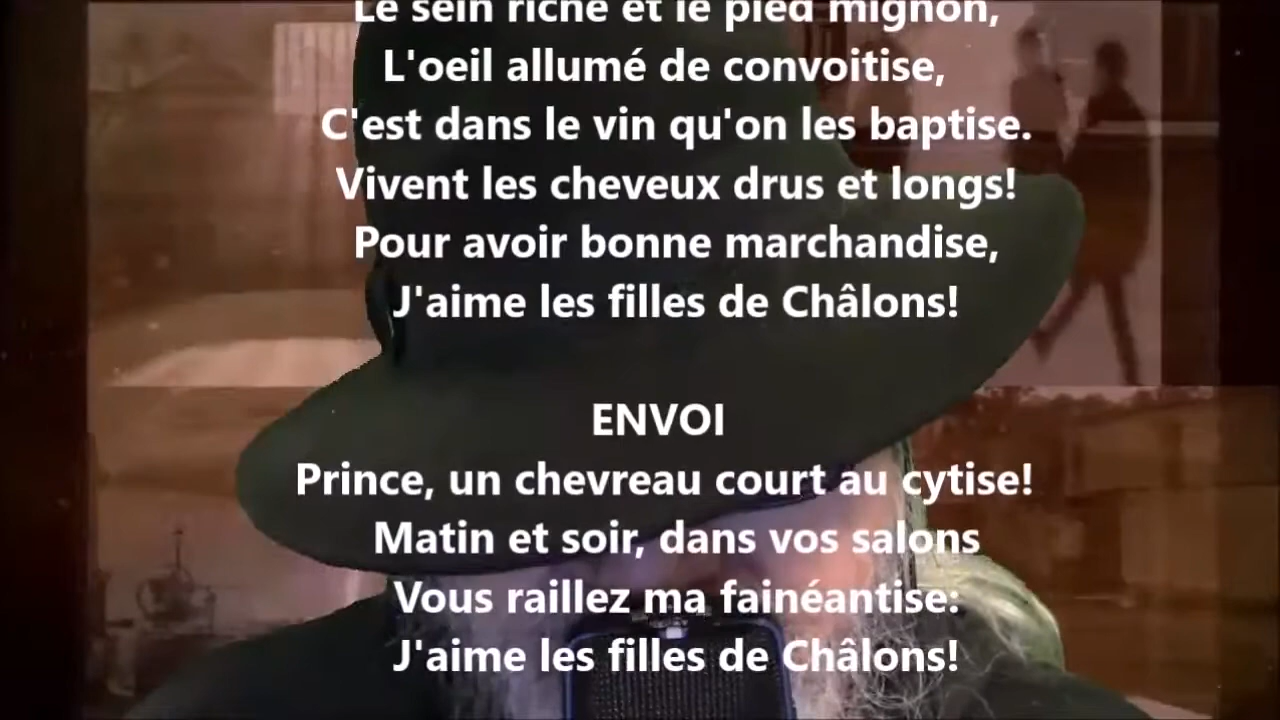 Le sein riche et le pied mignon,
L'oeil allumé de convoitise,
C'est dans le vin qu'on les baptise.
Vivent les cheveux drus et longs!
Pour avoir bonne marchandise,
J'aime les filles de Châlons!
ENVOI
Prince, un chevreau court au cytise!
Matin et soir, dans vos salons
Vous raillez ma fainéantise:
J'aime les filles de Châlons!